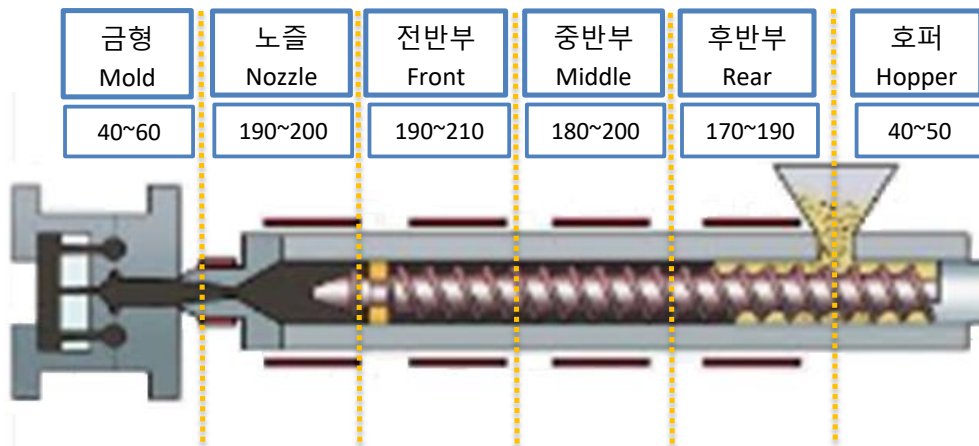 금형
Mold
노즐
Nozzle
전반부
Front
중반부
Middle
후반부
Rear
호퍼
Hopper
40~60
190~200
190~210
180~200
170~190
40~50